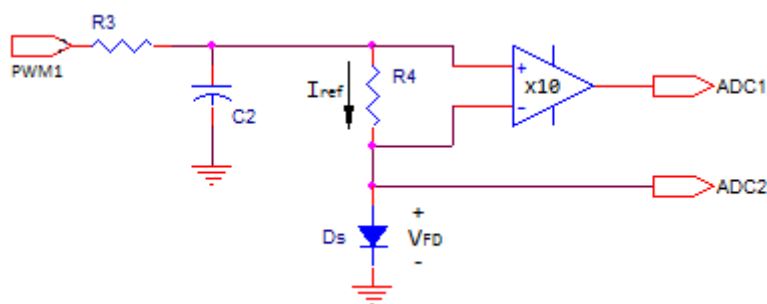 R3
PWM1
C2
Iref
R4
+
x10
-
ADC1
ADC2
Ds
+
VFD
-